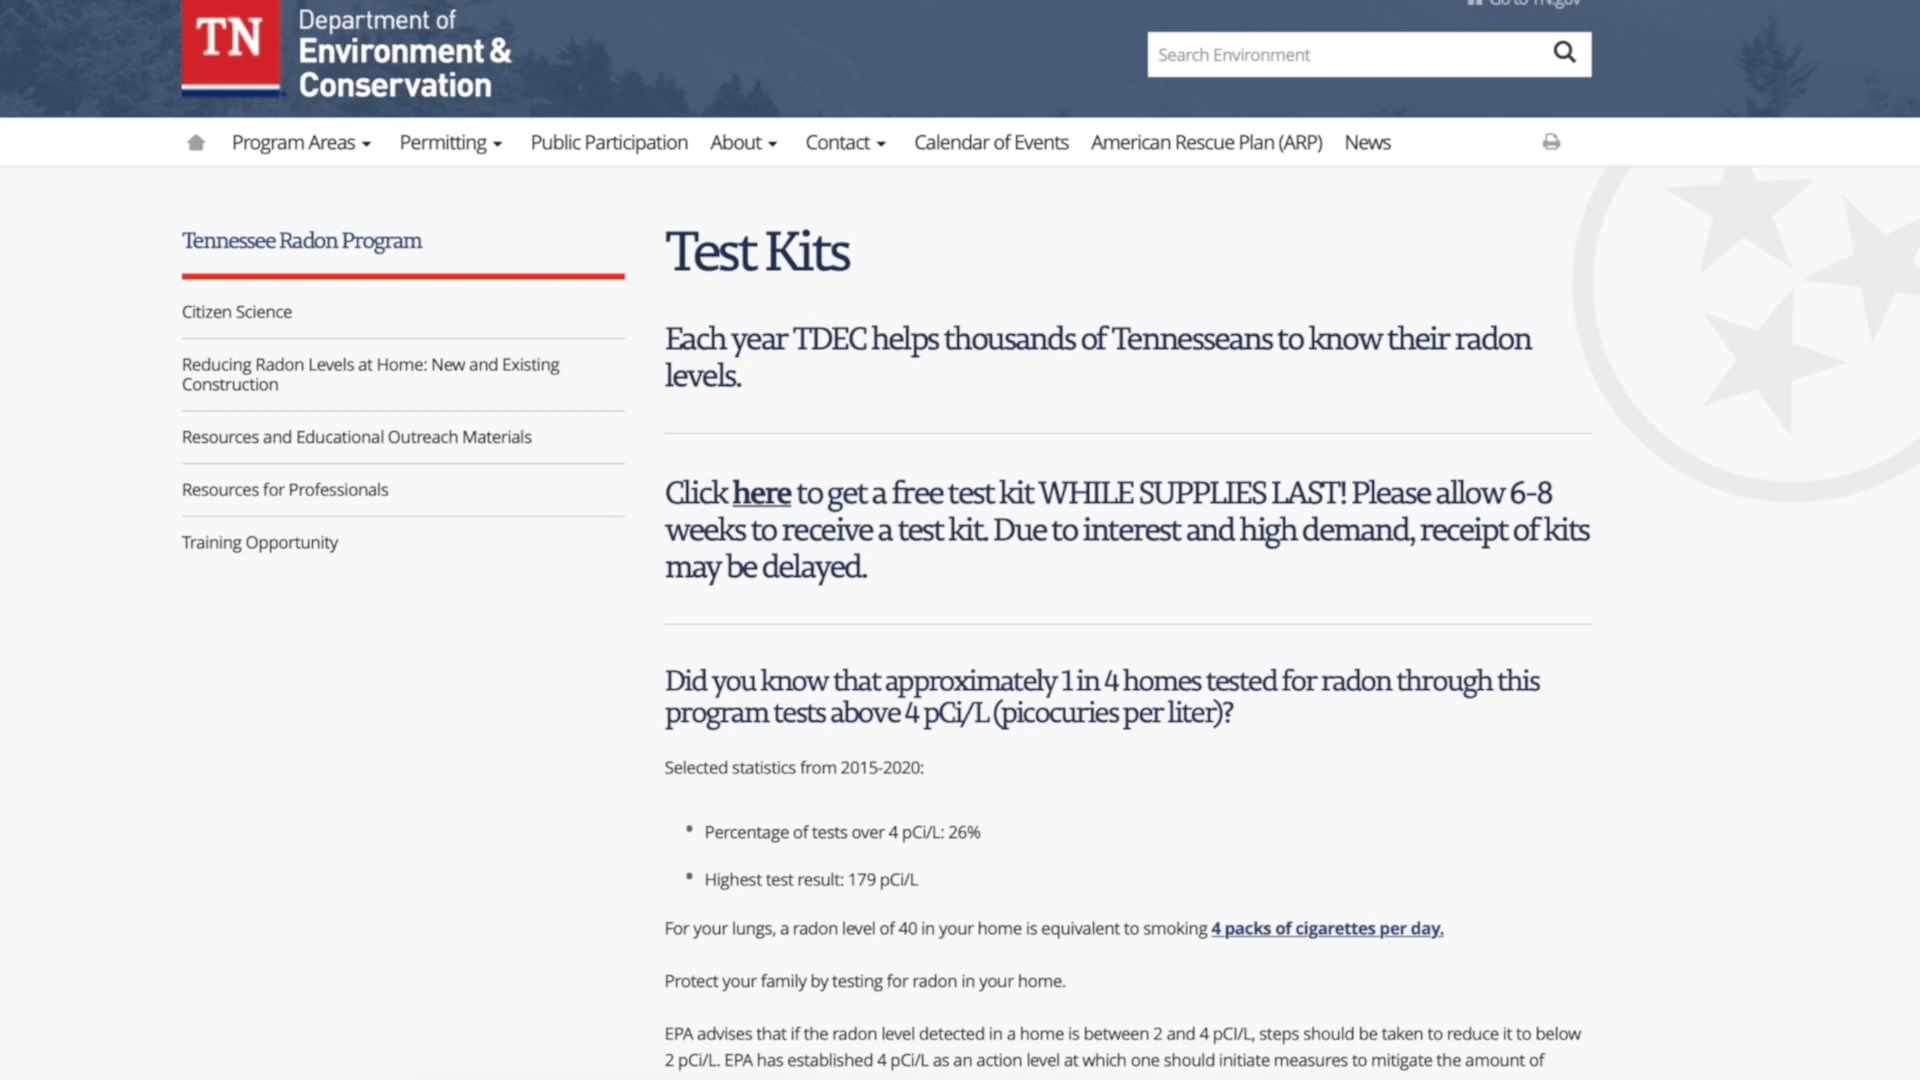 Go to TN.gov
TN
Department of
Environment &
Conservation
Search Environment
Program Areas
Permitting
Public Participation
About
Contact
Calendar of Events
American Rescue Plan (ARP)
News
Tennessee Radon Program
Citizen Science
Reducing Radon Levels at Home: New and Existing
Construction
Resources and Educational Outreach Materials
Resources for Professionals
Training Opportunity
Test Kits
Each year TDEC helps thousands of Tennesseans to know their radon
levels.
Click here to get a free test kit WHILE SUPPLIES LAST! Please allow 6-8
weeks to receive a test kit. Due to interest and high demand, receipt of kits
may be delayed.
Did you know that approximately 1 in 4 homes tested for radon through this
program tests above 4 pCi/L (picocuries per liter)?
Selected statistics from 2015-2020:
• Percentage of tests over 4 pCi/L: 26%
• Highest test result: 179 pCi/L
For your lungs, a radon level of 40 in your home is equivalent to smoking 4 packs of cigarettes per day.
Protect your family by testing for radon in your home.
EPA advises that if the radon level detected in a home is between 2 and 4 pCI/L, steps should be taken to reduce it to below
2 pCi/L. EPA has established 4 pCi/L as an action level at which one should initiate measures to mitigate the amount of